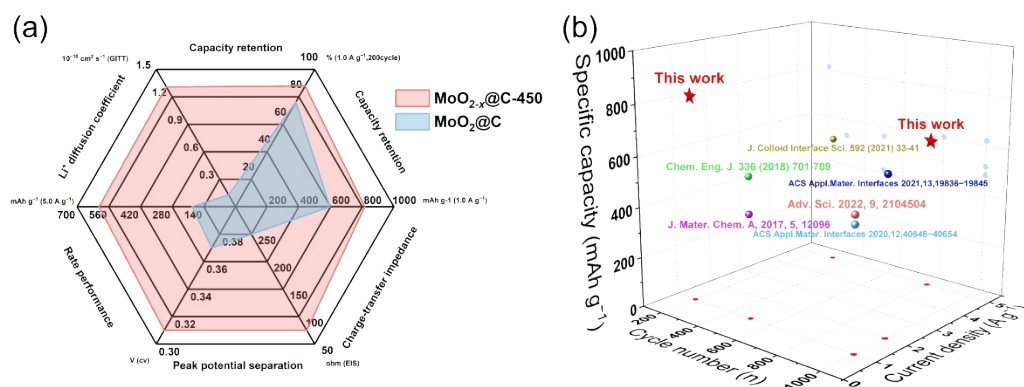 (a)
Capacity retention
10⁻¹⁰ cm² s⁻¹ (GITT)
1.5
100
% (1.0 A g⁻¹,200cycle)
1.2
80
0.9
60
0.6
40
0.3
20
Li⁺ diffusion coefficient
Capacity retention
MoO₂₋ₓ@C-450
MoO₂@C
mAh g⁻¹ (5.0 A g⁻¹)
700
560
420
280
140
200
400
600
800
1000
mAh g-1 (1.0 A g⁻¹)
0.38
250
0.36
200
0.34
150
0.32
100
0.30
50
V (cv)
ohm (EIS)
Rate performance
Charge-transfer impedance
Peak potential separation
(b)
Specific capacity (mAh g⁻¹)
1000
800
600
400
200
0
This work
This work
J. Colloid Interface Sci. 592 (2021) 33-41
Chem. Eng. J. 336 (2018) 701-709
ACS Appl.Mater. Interfaces 2021,13,19836−19845
Adv. Sci. 2022, 9, 2104504
J. Mater. Chem. A, 2017, 5, 12096
ACS Appl.Mater. Interfaces 2020,12,40648−40654
200
400
600
800
1000
Cycle number (n)
0
1
2
3
4
5
Current density (A g⁻¹)